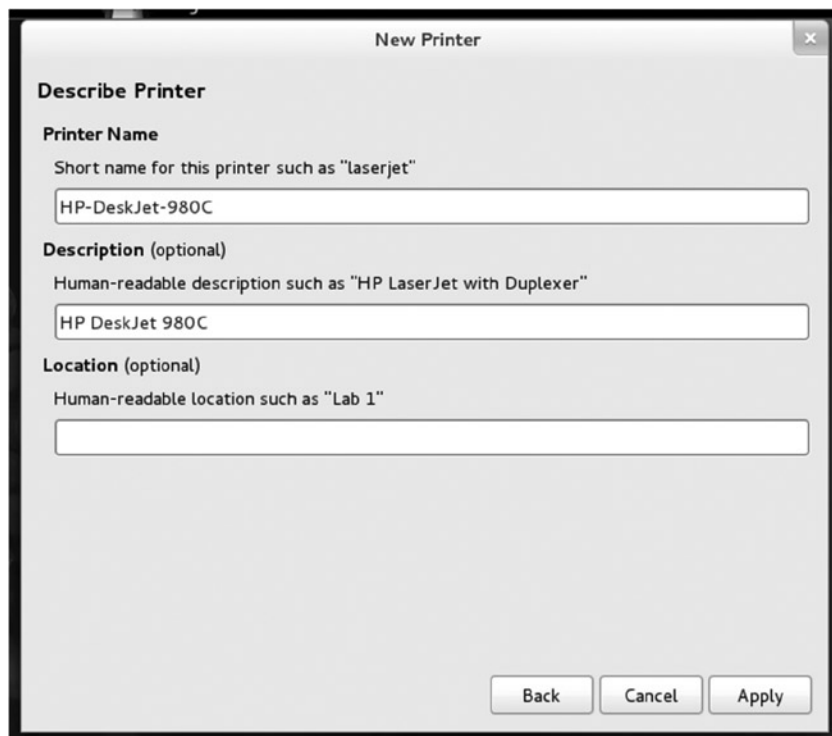 New Printer
Describe Printer
Printer Name
Short name for this printer such as "laserjet"
HP-DeskJet-980C
Description (optional)
Human-readable description such as "HP LaserJet with Duplexer"
HP DeskJet 980C
Location (optional)
Human-readable location such as "Lab 1"
Back Cancel Apply